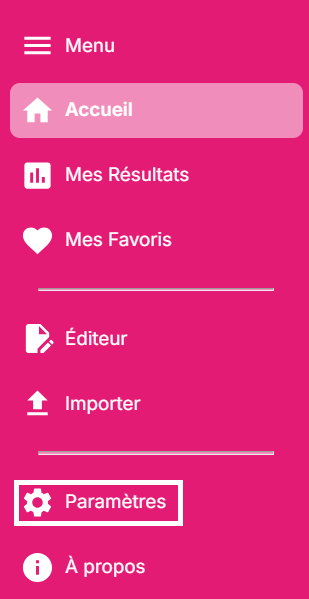 Menu
Accueil
Mes Résultats
Mes Favoris
Éditeur
Importer
Paramètres
À propos